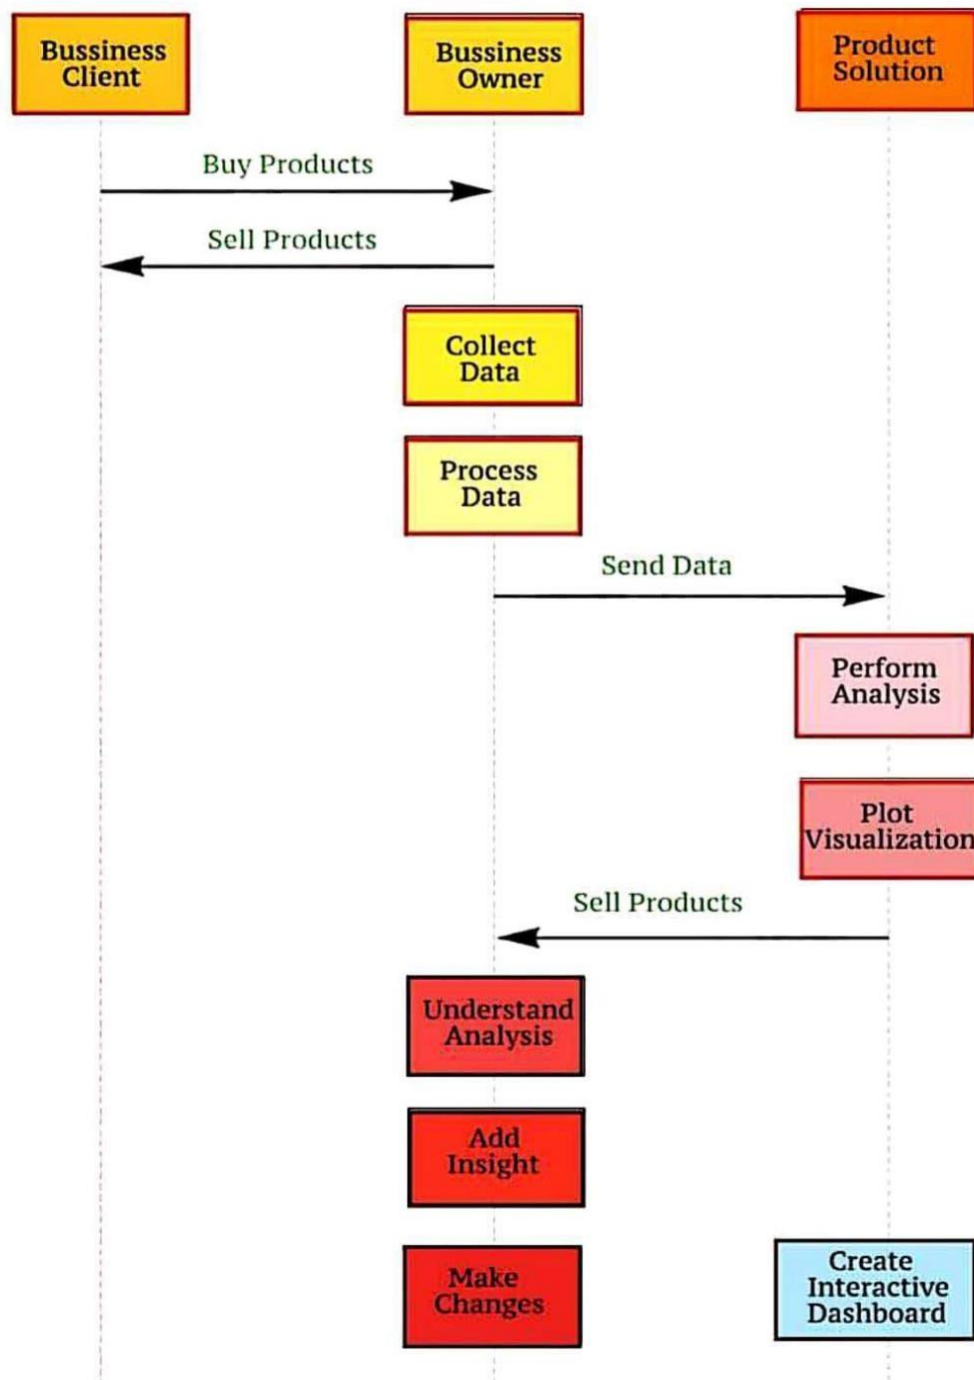 Bussiness
Client
Bussiness
Owner
Product
Solution
Buy Products
Sell Products
Collect
Data
Process
Data
Send Data
Perform
Analysis
Plot
Visualization
Sell Products
Understand
Analysis
Add
Insight
Make
Changes
Create
Interactive
Dashboard